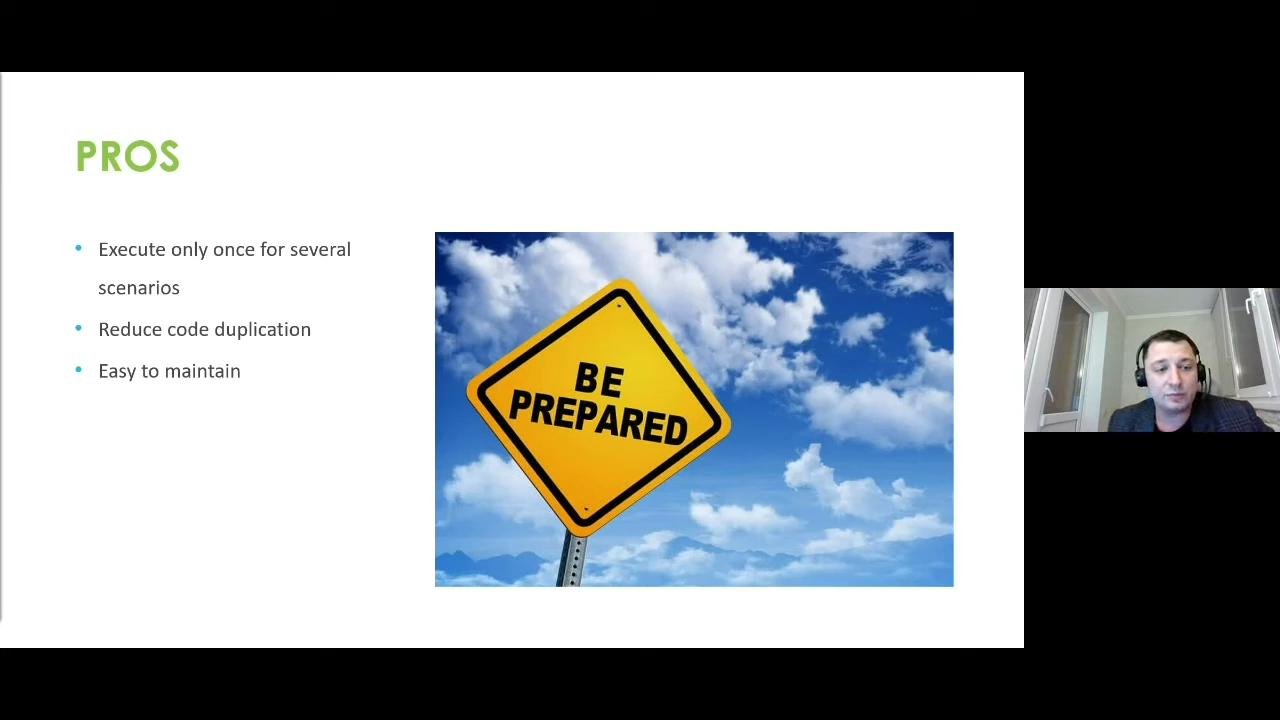 PROS
• Execute only once for several
scenarios
• Reduce code duplication
• Easy to maintain
BE
PREPARED